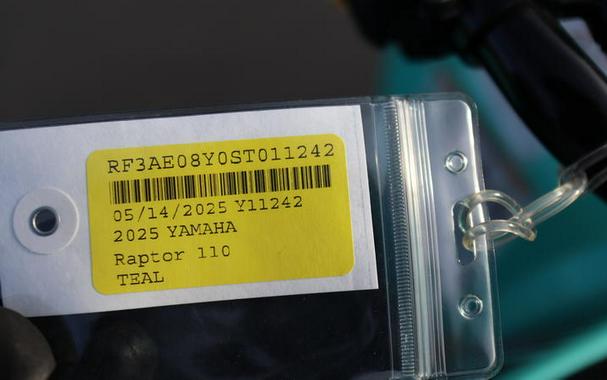 RF3AE08Y0ST011242
05/14/2025 Y11242
2025 YAMAHA
Raptor 110
TEAL